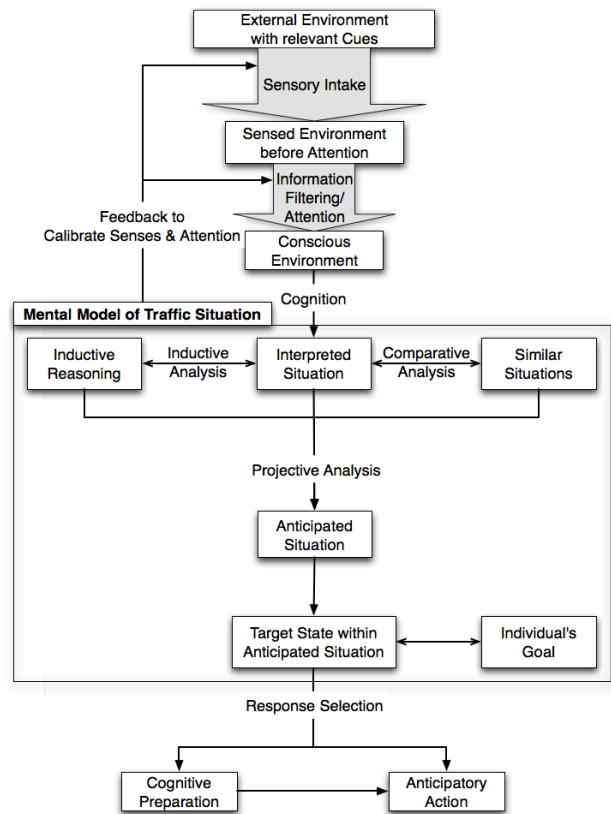 External Environment
with relevant Cues
Sensory Intake
Sensed Environment
before Attention
Information
Filtering/
Attention
Feedback to
Calibrate Senses & Attention
Conscious
Environment
Cognition
Mental Model of Traffic Situation
Inductive
Reasoning
Inductive
Analysis
Interpreted
Situation
Comparative
Analysis
Similar
Situations
Projective Analysis
Anticipated
Situation
Target State within
Anticipated Situation
Individual's
Goal
Response Selection
Cognitive
Preparation
Anticipatory
Action